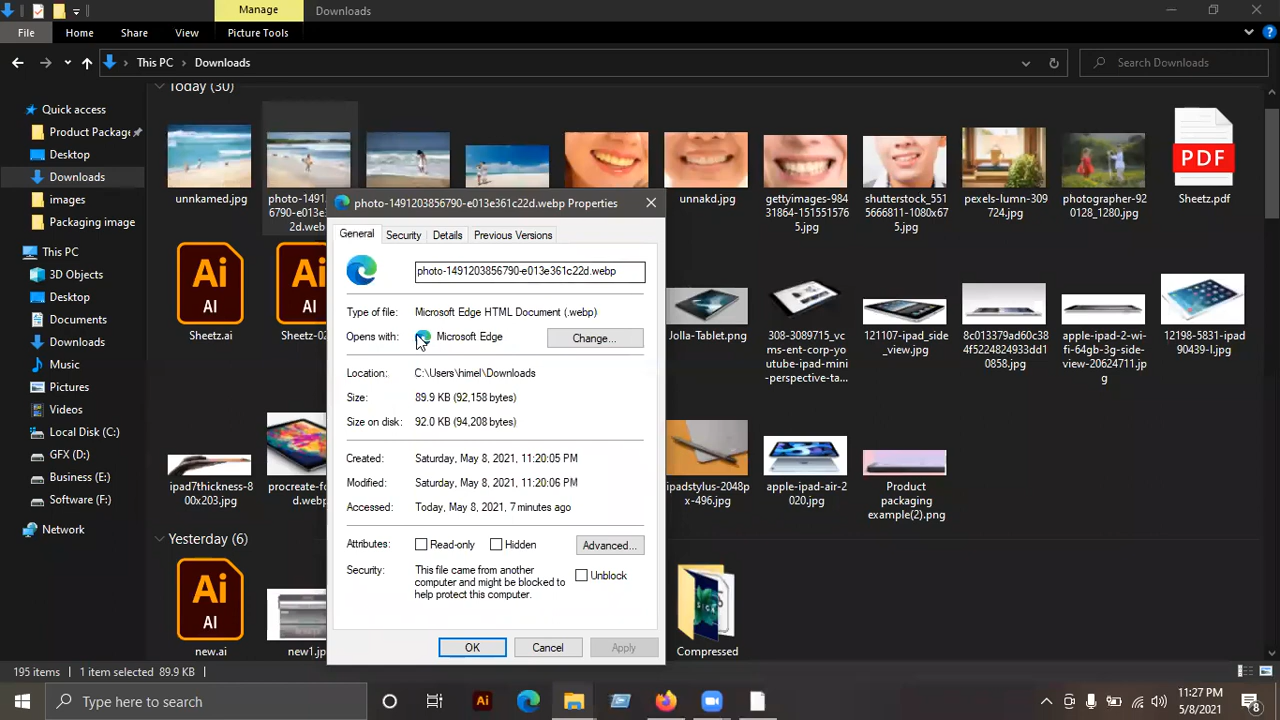 Manage
Downloads
File
Home
Share
View
Picture Tools
This PC
Downloads
Search Downloads
Today (30)
Quick access
Product Package
Desktop
Downloads
images
Packaging image
This PC
3D Objects
Desktop
Documents
Downloads
Music
Pictures
Videos
Local Disk (C:)
GFX (D:)
Business (E:)
Software (F:)
Network
unnkamed.jpg
photo-149120385
6790-e013e361c2
2d.webp
unnakd.jpg
gettyimages-984
31864-151551576
5.jpg
shutterstock_551
5666811-1080x67
5.jpg
pexels-lumn-309
724.jpg
photographer-92
0128_1280.jpg
PDF
Sheetz.pdf
Ai
AI
Sheetz.ai
Ai
AI
Jolla-Tablet.png
308-3089715_vc
ms-ent-corp-yo
utube-ipad-mini
-perspective-ta...
121107-ipad_side
_view.jpg
8c013379ad60c38
4f5224824933dd1
0858.jpg
apple-ipad-2-wi
-fi-64gb-3g-side-
view-20624711.jp
g
12198-5831-ipad
90439-l.jpg
ipad7thickness-8
00x203.jpg
ipadstylus-2048p
x-496.jpg
apple-ipad-air-2
020.jpg
Product
packaging
example(2).png
Yesterday (6)
Ai
AI
new.ai
Compressed
photo-1491203856790-e013e361c22d.webp Properties
General
Security
Details
Previous Versions
photo-1491203856790-e013e361c22d.webp
Type of file:
Microsoft Edge HTML Document (.webp)
Opens with:
Microsoft Edge
Change...
Location:
C:\Users\himel\Downloads
Size:
89.9 KB (92,158 bytes)
Size on disk:
92.0 KB (94,208 bytes)
Created:
Saturday, May 8, 2021, 11:20:05 PM
Modified:
Saturday, May 8, 2021, 11:20:06 PM
Accessed:
Today, May 8, 2021, 7 minutes ago
Attributes:
Read-only
Hidden
Advanced...
Security:
This file came from another
computer and might be blocked to
help protect this computer.
Unblock
OK
Cancel
Apply
195 items
1 item selected 89.9 KB
Type here to search
Ai
11:27 PM
5/8/2021
8